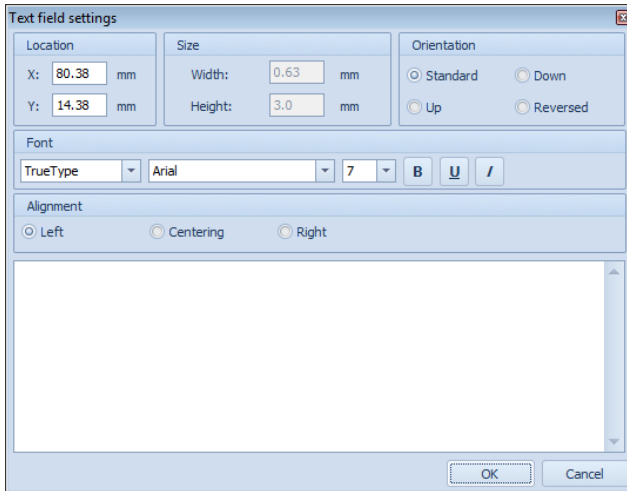 Text field settings
Location
X: 80.38 mm
Y: 14.38 mm
Size
Width: 0.63 mm
Height: 3.0 mm
Orientation
Standard Down
Up Reversed
Font
TrueType Arial 7 B U I
Alignment
Left Centering Right
OK Cancel